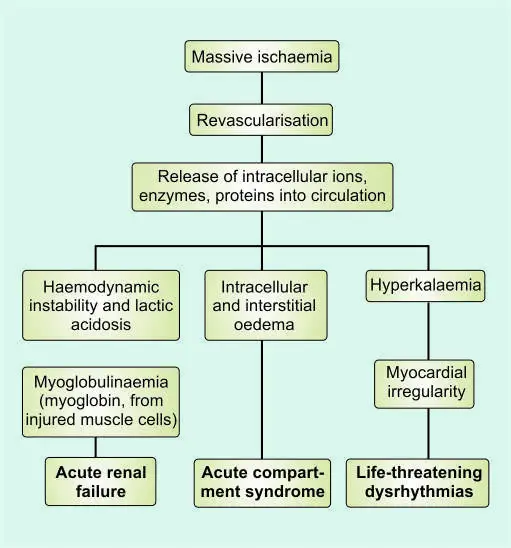 Massive ischaemia
Revascularisation
Release of intracellular ions,
enzymes, proteins into circulation
Haemodynamic
instability and lactic
acidosis
Intracellular
and interstitial
oedema
Hyperkalaemia
Myoglobulinaemia
(myoglobin, from
injured muscle cells)
Myocardial
irregularity
Acute renal
failure
Acute compart-
ment syndrome
Life-threatening
dysrhythmias